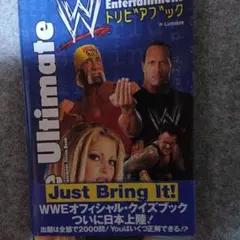 W
Entertainment
トリビアブック
Ultimate
Just Bring It!
WWEオフィシャル・クイズブック
ついに日本上陸!
出題は全部で2000問! Youはいくつ正解できる!?